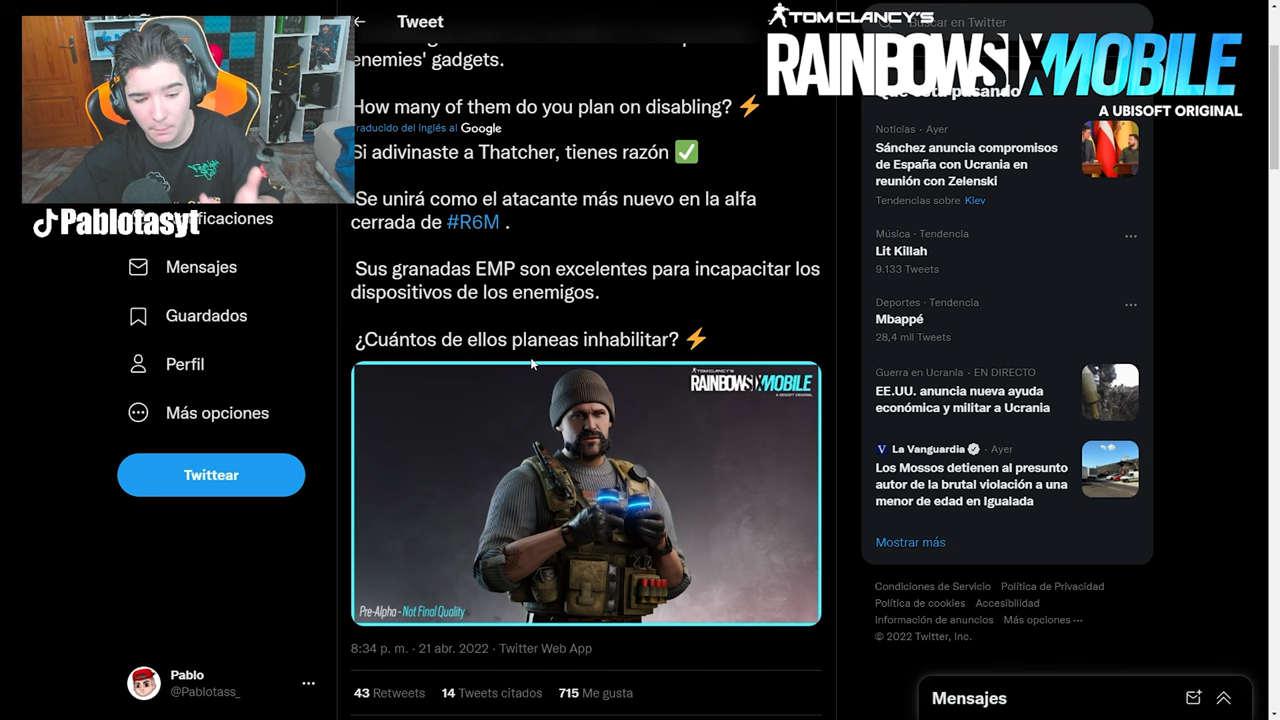 Tweet
enemies' gadgets.
How many of them do you plan on disabling? ⚡
Traducido del inglés al Google
Si adivinaste a Thatcher, tienes razón ✅
Se unirá como el atacante más nuevo en la alfa
cerrada de #R6M .
Sus granadas EMP son excelentes para incapacitar los
dispositivos de los enemigos.
¿Cuántos de ellos planeas inhabilitar? ⚡
TOM CLANCY'S
RAINBOWSIXMOBILE
A UBISOFT ORIGINAL
Pre-Alpha - Not Final Quality
8:34 p. m. · 21 abr. 2022 · Twitter Web App
43 Retweets 14 Tweets citados 715 Me gusta
Pablotasyt
ificaciones
Mensajes
Guardados
Perfil
Más opciones
Twittear
Pablo
@Pablotass_
TOM CLANCY'S
RAINBOWSIXMOBILE
A UBISOFT ORIGINAL
Buscar en Twitter
Qué está pasando
Noticias · Ayer
Sánchez anuncia compromisos
de España con Ucrania en
reunión con Zelenski
Tendencias sobre Kiev
Música · Tendencia
Lit Killah
9.133 Tweets
Deportes · Tendencia
Mbappé
28,4 mil Tweets
Guerra en Ucrania · EN DIRECTO
EE.UU. anuncia nueva ayuda
económica y militar a Ucrania
La Vanguardia · Ayer
Los Mossos detienen al presunto
autor de la brutal violación a una
menor de edad en Igualada
Mostrar más
Condiciones de Servicio Política de Privacidad
Política de cookies Accesibilidad
Información de anuncios Más opciones ···
© 2022 Twitter, Inc.
Mensajes